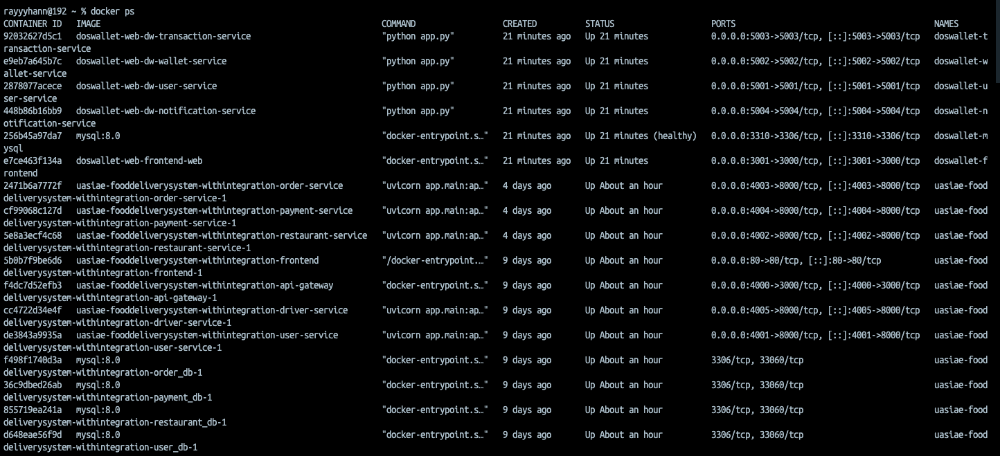 rayyyhann@192 ~ % docker ps
CONTAINER ID   IMAGE   COMMAND   CREATED   STATUS   PORTS   NAMES
92032627d5c1   doswallet-web-dw-transaction-service   "python app.py"   21 minutes ago   Up 21 minutes   0.0.0.0:5003->5003/tcp, [::]:5003->5003/tcp   doswallet-t
ransaction-service
e9eb7a645b7c   doswallet-web-dw-wallet-service   "python app.py"   21 minutes ago   Up 21 minutes   0.0.0.0:5002->5002/tcp, [::]:5002->5002/tcp   doswallet-w
allet-service
2878077acece   doswallet-web-dw-user-service   "python app.py"   21 minutes ago   Up 21 minutes   0.0.0.0:5001->5001/tcp, [::]:5001->5001/tcp   doswallet-u
ser-service
448b86b16bb9   doswallet-web-dw-notification-service   "python app.py"   21 minutes ago   Up 21 minutes   0.0.0.0:5004->5004/tcp, [::]:5004->5004/tcp   doswallet-n
otification-service
256b45a97da7   mysql:8.0   "docker-entrypoint.s…"   21 minutes ago   Up 21 minutes (healthy)   0.0.0.0:3310->3306/tcp, [::]:3310->3306/tcp   doswallet-m
ysql
e7ce463f134a   doswallet-web-frontend-web   "docker-entrypoint.s…"   21 minutes ago   Up 21 minutes   0.0.0.0:3001->3000/tcp, [::]:3001->3000/tcp   doswallet-f
rontend
2471b6a7772f   uasiae-fooddeliverysystem-withintegration-order-service   "uvicorn app.main:ap…"   4 days ago   Up About an hour   0.0.0.0:4003->8000/tcp, [::]:4003->8000/tcp   uasiae-food
deliverysystem-withintegration-order-service-1
cf99068c127d   uasiae-fooddeliverysystem-withintegration-payment-service   "uvicorn app.main:ap…"   4 days ago   Up About an hour   0.0.0.0:4004->8000/tcp, [::]:4004->8000/tcp   uasiae-food
deliverysystem-withintegration-payment-service-1
5e8a3ecf4c68   uasiae-fooddeliverysystem-withintegration-restaurant-service   "uvicorn app.main:ap…"   4 days ago   Up About an hour   0.0.0.0:4002->8000/tcp, [::]:4002->8000/tcp   uasiae-food
deliverysystem-withintegration-restaurant-service-1
5b0b7f9be6d6   uasiae-fooddeliverysystem-withintegration-frontend   "/docker-entrypoint.…"   9 days ago   Up About an hour   0.0.0.0:80->80/tcp, [::]:80->80/tcp   uasiae-food
deliverysystem-withintegration-frontend-1
f4dc7d52efb3   uasiae-fooddeliverysystem-withintegration-api-gateway   "docker-entrypoint.s…"   9 days ago   Up About an hour   0.0.0.0:4000->3000/tcp, [::]:4000->3000/tcp   uasiae-food
deliverysystem-withintegration-api-gateway-1
cc4722d34e4f   uasiae-fooddeliverysystem-withintegration-driver-service   "uvicorn app.main:ap…"   9 days ago   Up About an hour   0.0.0.0:4005->8000/tcp, [::]:4005->8000/tcp   uasiae-food
deliverysystem-withintegration-driver-service-1
de3843a9935a   uasiae-fooddeliverysystem-withintegration-user-service   "uvicorn app.main:ap…"   9 days ago   Up About an hour   0.0.0.0:4001->8000/tcp, [::]:4001->8000/tcp   uasiae-food
deliverysystem-withintegration-user-service-1
f498f1740d3a   mysql:8.0   "docker-entrypoint.s…"   9 days ago   Up About an hour   3306/tcp, 33060/tcp   uasiae-food
deliverysystem-withintegration-order_db-1
36c9dbed26ab   mysql:8.0   "docker-entrypoint.s…"   9 days ago   Up About an hour   3306/tcp, 33060/tcp   uasiae-food
deliverysystem-withintegration-payment_db-1
855719ea241a   mysql:8.0   "docker-entrypoint.s…"   9 days ago   Up About an hour   3306/tcp, 33060/tcp   uasiae-food
deliverysystem-withintegration-restaurant_db-1
d648eae56f9d   mysql:8.0   "docker-entrypoint.s…"   9 days ago   Up About an hour   3306/tcp, 33060/tcp   uasiae-food
deliverysystem-withintegration-user_db-1